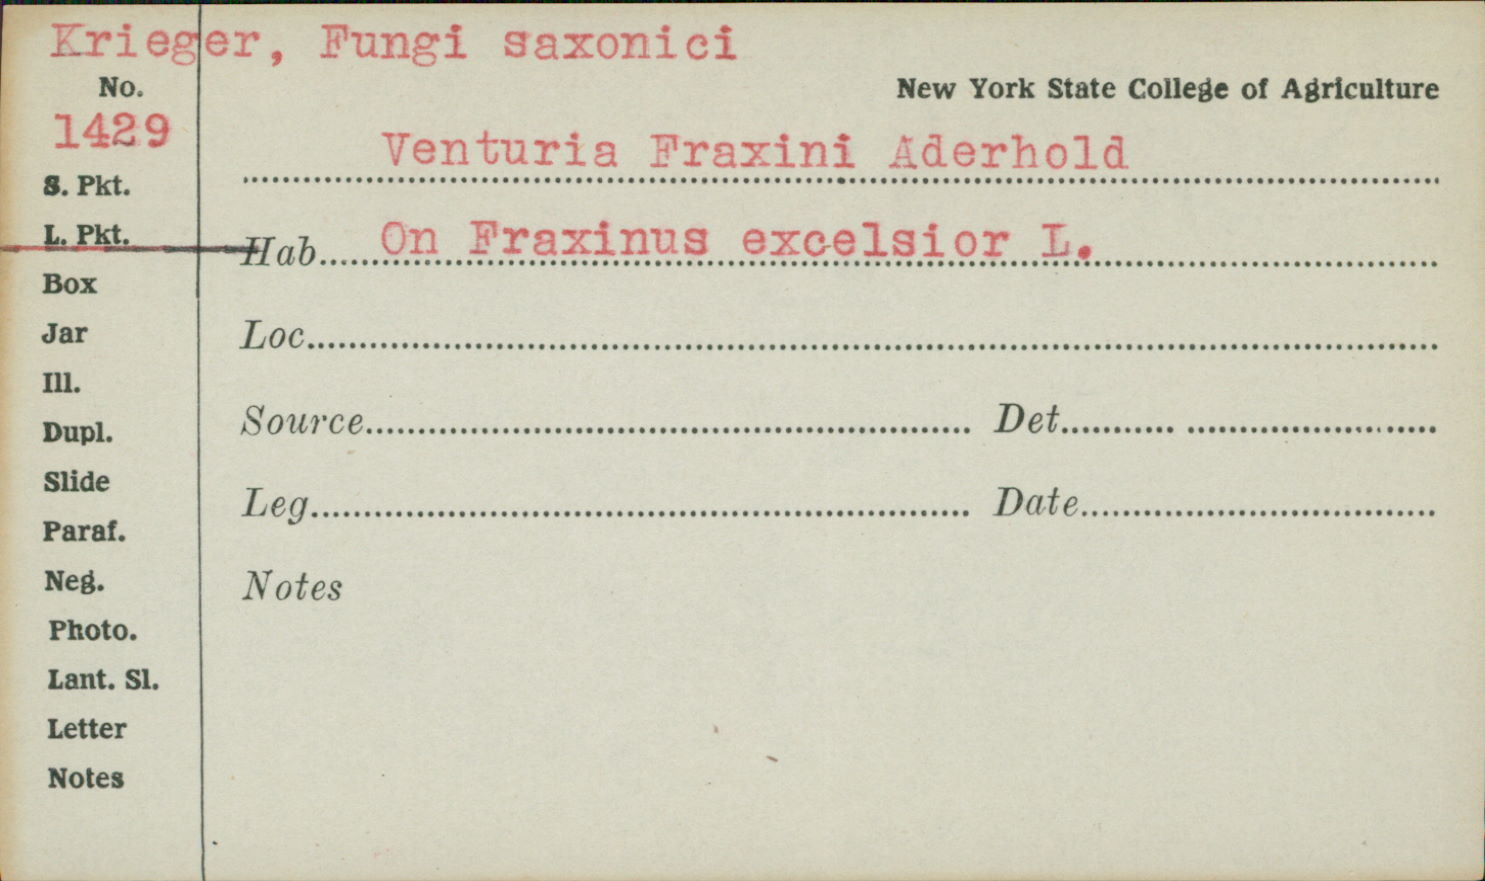 Krieger, Fungi saxonici
No.
New York State College of Agriculture
1429
Venturia Fraxini Aderhold
S. Pkt.
L. Pkt.
Hab. On Fraxinus excelsior L.
Box
Jar
Loc.
Ill.
Dupl.
Source Det.
Slide
Leg. Date
Paraf.
Neg.
Notes
Photo.
Lant. Sl.
Letter
Notes